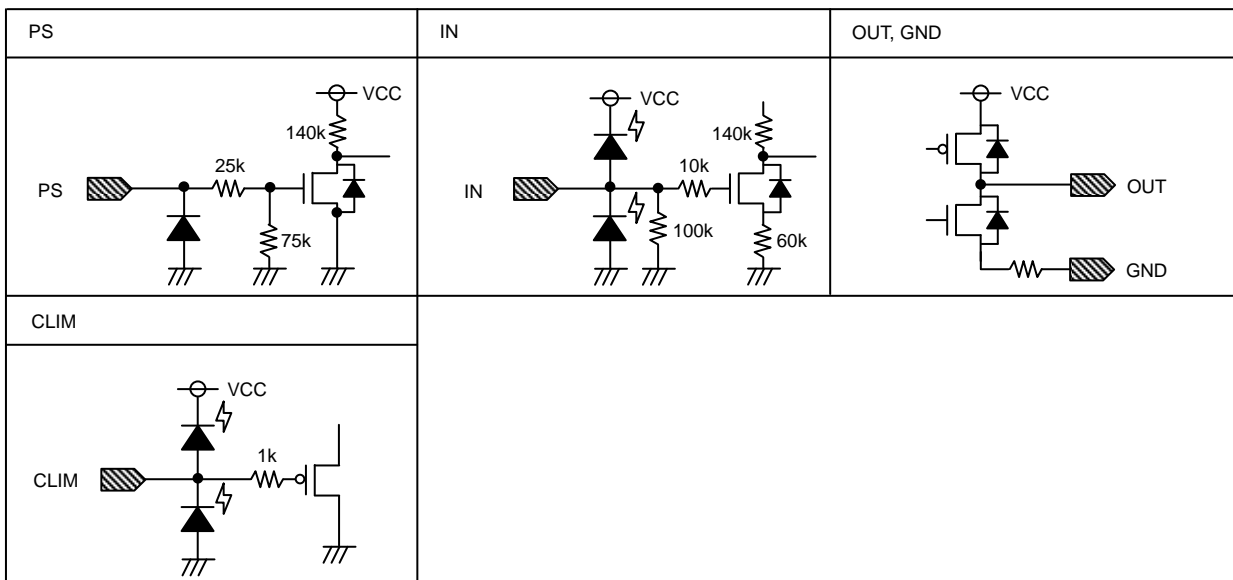 PS
IN
OUT, GND
VCC
140k
25k
PS
75k
VCC
140k
10k
IN
100k
60k
VCC
OUT
GND
CLIM
VCC
1k
CLIM